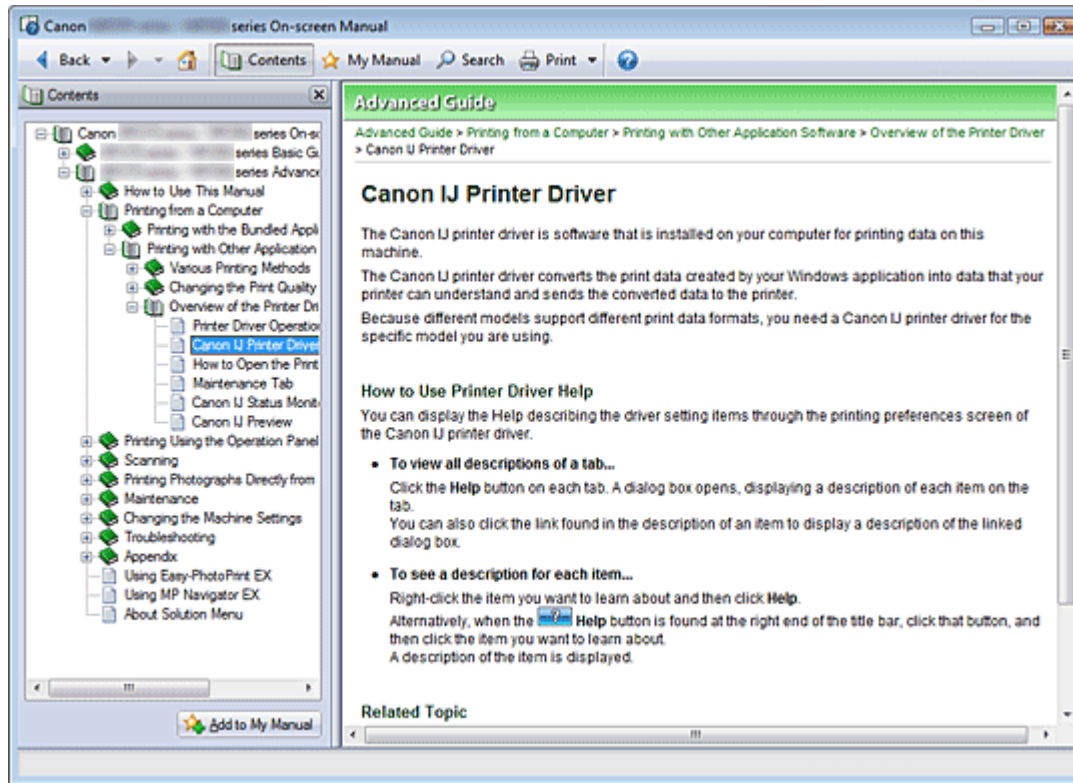 Canon series On-screen Manual
Back Contents My Manual Search Print
Contents
Canon series On-sc
series Basic Gu
series Advance
How to Use This Manual
Printing from a Computer
Printing with the Bundled Appli
Printing with Other Application
Various Printing Methods
Changing the Print Quality
Overview of the Printer Dri
Printer Driver Operation
Canon IJ Printer Driver
How to Open the Print
Maintenance Tab
Canon IJ Status Monit
Canon IJ Preview
Printing Using the Operation Panel
Scanning
Printing Photographs Directly from
Maintenance
Changing the Machine Settings
Troubleshooting
Appendix
Using Easy-PhotoPrint EX
Using MP Navigator EX
About Solution Menu
Add to My Manual
Advanced Guide
Advanced Guide > Printing from a Computer > Printing with Other Application Software > Overview of the Printer Driver
> Canon IJ Printer Driver
Canon IJ Printer Driver
The Canon IJ printer driver is software that is installed on your computer for printing data on this
machine.
The Canon IJ printer driver converts the print data created by your Windows application into data that your
printer can understand and sends the converted data to the printer.
Because different models support different print data formats, you need a Canon IJ printer driver for the
specific model you are using.
How to Use Printer Driver Help
You can display the Help describing the driver setting items through the printing preferences screen of
the Canon IJ printer driver.
• To view all descriptions of a tab...
Click the Help button on each tab. A dialog box opens, displaying a description of each item on the
tab.
You can also click the link found in the description of an item to display a description of the linked
dialog box.
• To see a description for each item...
Right-click the item you want to learn about and then click Help.
Alternatively, when the ? Help button is found at the right end of the title bar, click that button, and
then click the item you want to learn about.
A description of the item is displayed.
Related Topic